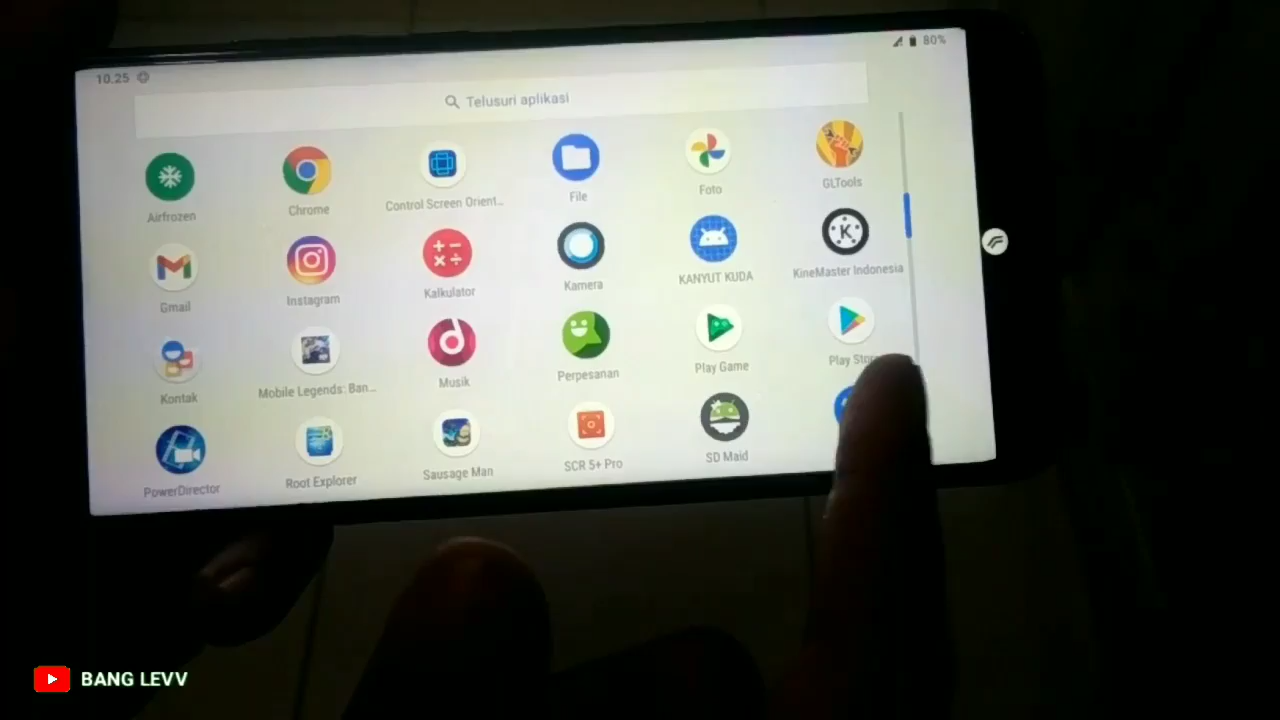 10.25
80%
Telusuri aplikasi
Airfrozen
Chrome
Control Screen Orient...
File
Foto
GLTools
Gmail
Instagram
Kalkulator
Kamera
KANYUT KUDA
KineMaster Indonesia
K
Kontak
Mobile Legends: Ban...
Musik
Perpesanan
Play Game
Play Store
PowerDirector
Root Explorer
Sausage Man
SCR 5+ Pro
SD Maid
BANG LEVV